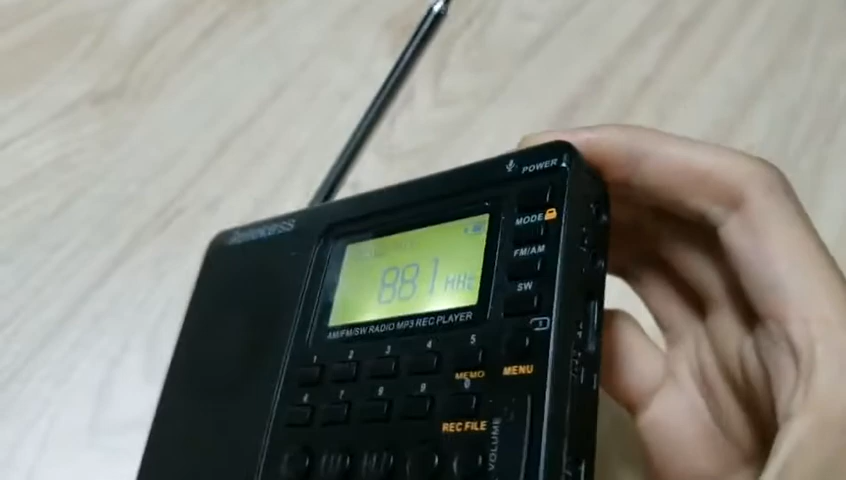 POWER
MODE
FM/AM
SW
881 HHz
AM/FM/SW RADIO MP3 REC PLAYER
1 2 3 4 5
MEMO
MENU
6 7 8 9 0
REC FILE
VOLUME